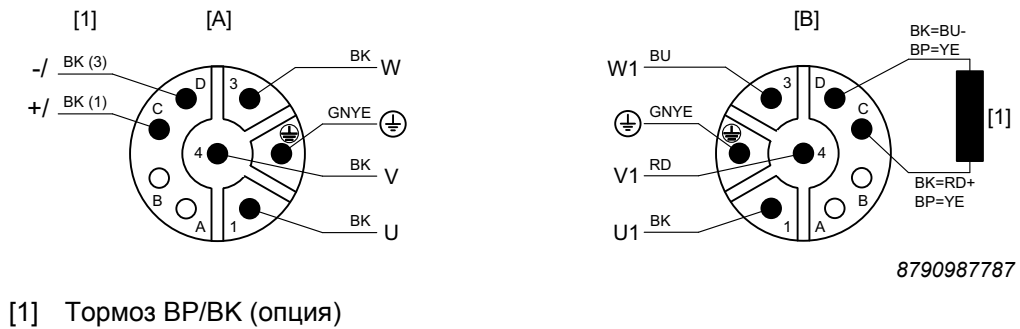 [1] [A] [B]
-/ BK (3) D 3 BK W
+/ BK (1) C GNYE
4 BK V
B A 1 BK U
BK=BU-
BP=YE
W1 BU 3 D
GNYE C [1]
V1 RD 4
BK=RD+
BP=YE
U1 BK 1 A B
8790987787
[1] Тормоз BP/BK (опция)